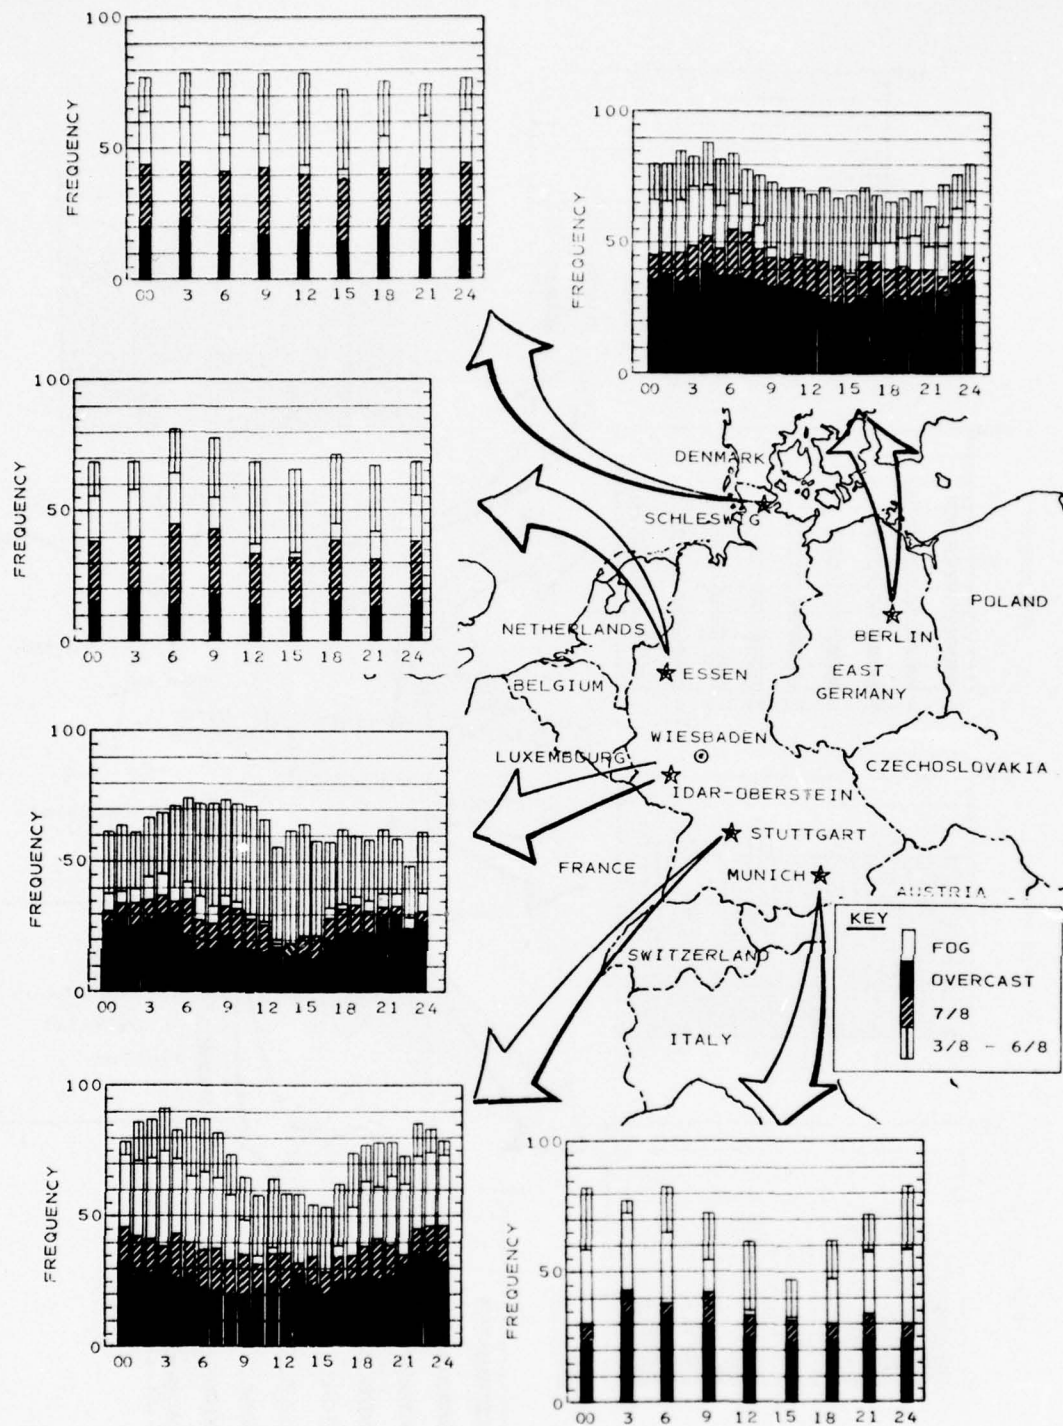 100
50
0
FREQUENCY
00 3 6 9 12 15 18 21 24
100
50
0
FREQUENCY
00 3 6 9 12 15 18 21 24
100
50
0
FREQUENCY
00 3 6 9 12 15 18 21 24
100
50
0
FREQUENCY
00 3 6 9 12 15 18 21 24
100
50
0
FREQUENCY
00 3 6 9 12 15 18 21 24
100
50
0
FREQUENCY
00 3 6 9 12 15 18 21 24
DENMARK
SCHLESWIG
POLAND
NETHERLANDS
BERLIN
ESSEN
EAST
GERMANY
BELGIUM
WIESBADEN
LUXEMBOURG
CZECHOSLOVAKIA
IDAR-OBERSTEIN
STUTTGART
FRANCE
MUNICH
AUSTRIA
SWITZERLAND
ITALY
KEY
FOG
OVERCAST
7/8
3/8 - 6/8